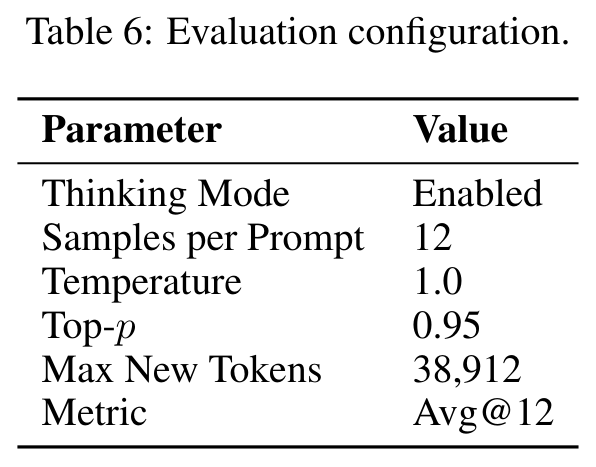 Table 6: Evaluation configuration.
Parameter Value
Thinking Mode Enabled
Samples per Prompt 12
Temperature 1.0
Top-p 0.95
Max New Tokens 38,912
Metric Avg@12